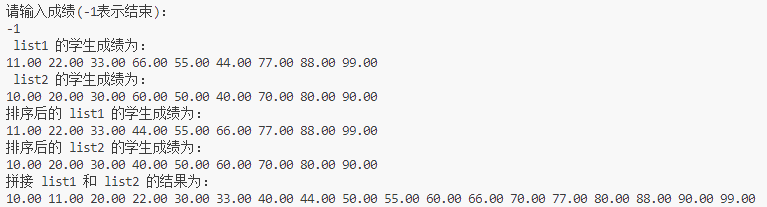 请输入成绩(-1表示结束):
-1
list1 的学生成绩为:
11.00 22.00 33.00 66.00 55.00 44.00 77.00 88.00 99.00
list2 的学生成绩为:
10.00 20.00 30.00 60.00 50.00 40.00 70.00 80.00 90.00
排序后的 list1 的学生成绩为:
11.00 22.00 33.00 44.00 55.00 66.00 77.00 88.00 99.00
排序后的 list2 的学生成绩为:
10.00 20.00 30.00 40.00 50.00 60.00 70.00 80.00 90.00
拼接 list1 和 list2 的结果为:
10.00 11.00 20.00 22.00 30.00 33.00 40.00 44.00 50.00 55.00 60.00 66.00 70.00 77.00 80.00 88.00 90.00 99.00